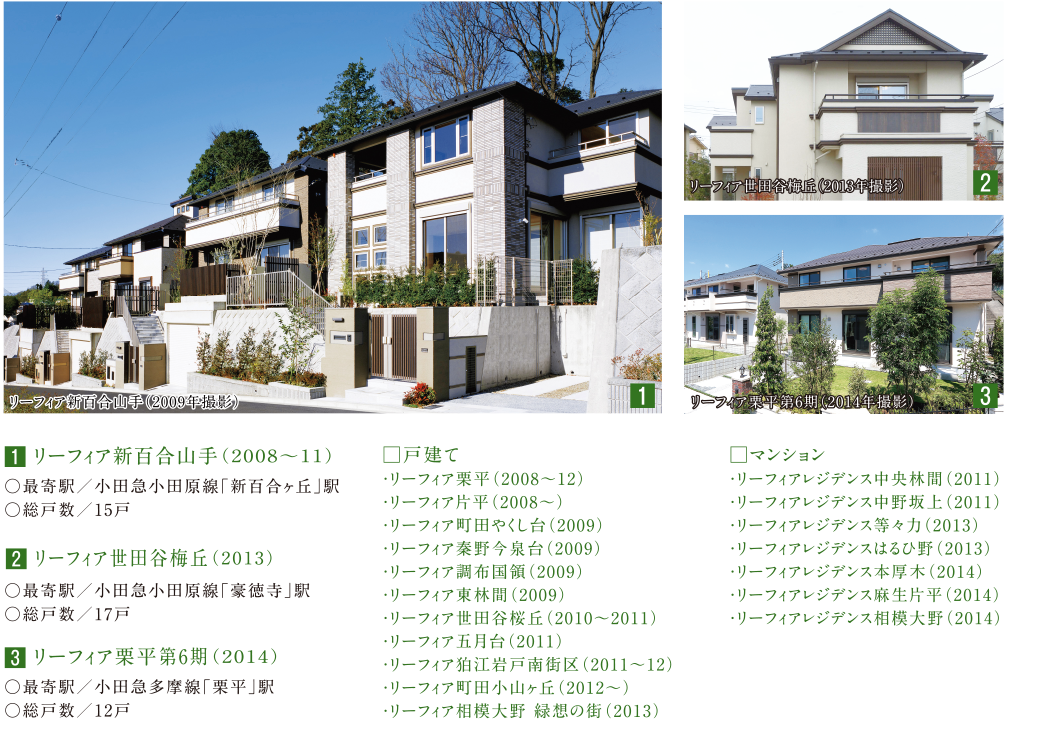 リーフィア新百合山手(2009年撮影)
1
リーフィア世田谷梅丘(2013年撮影)
2
リーフィア栗平第6期(2014年撮影)
3
1 リーフィア新百合山手(2008〜11)
○最寄駅/小田急小田原線「新百合ヶ丘」駅
○総戸数/15戸
2 リーフィア世田谷梅丘(2013)
○最寄駅/小田急小田原線「豪徳寺」駅
○総戸数/17戸
3 リーフィア栗平第6期(2014)
○最寄駅/小田急多摩線「栗平」駅
○総戸数/12戸
□戸建て
・リーフィア栗平(2008〜12)
・リーフィア片平(2008〜)
・リーフィア町田やくし台(2009)
・リーフィア秦野今泉台(2009)
・リーフィア調布国領(2009)
・リーフィア東林間(2009)
・リーフィア世田谷桜丘(2010〜2011)
・リーフィア五月台(2011)
・リーフィア狛江岩戸南街区(2011〜12)
・リーフィア町田小山ヶ丘(2012〜)
・リーフィア相模大野 緑想の街(2013)
□マンション
・リーフィアレジデンス中央林間(2011)
・リーフィアレジデンス中野坂上(2011)
・リーフィアレジデンス等々力(2013)
・リーフィアレジデンスはるひ野(2013)
・リーフィアレジデンス本厚木(2014)
・リーフィアレジデンス麻生片平(2014)
・リーフィアレジデンス相模大野(2014)